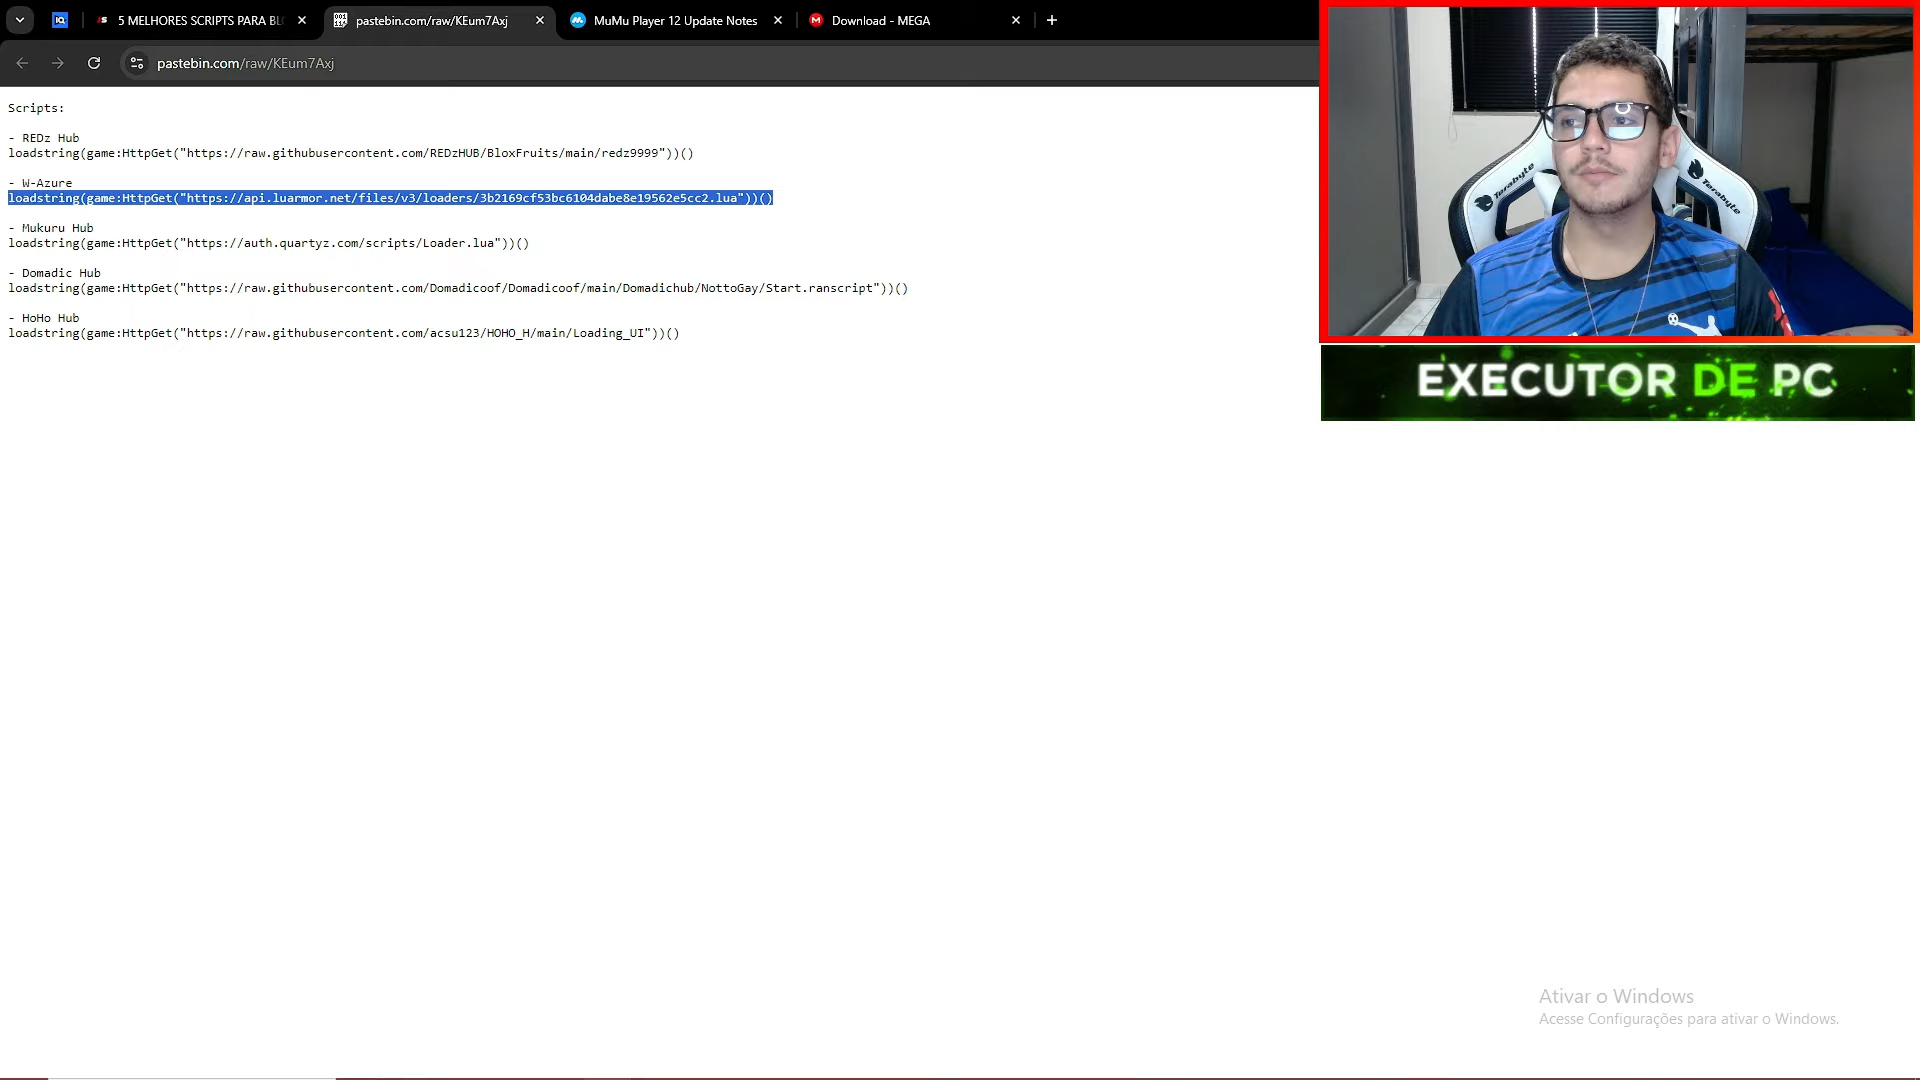 5 MELHORES SCRIPTS PARA BL
pastebin.com/raw/KEum7Axj
MuMu Player 12 Update Notes
Download - MEGA
pastebin.com/raw/KEum7Axj
Scripts:
- REDz Hub
loadstring(game:HttpGet("https://raw.githubusercontent.com/REDzHUB/BloxFruits/main/redz9999"))()
- W-Azure
loadstring(game:HttpGet("https://api.luarmor.net/files/v3/loaders/3b2169cf53bc6104dabe8e19562e5cc2.lua"))()
- Mukuru Hub
loadstring(game:HttpGet("https://auth.quartyz.com/scripts/Loader.lua"))()
- Domadic Hub
loadstring(game:HttpGet("https://raw.githubusercontent.com/Domadicoof/Domadicoof/main/Domadichub/NottoGay/Start.ranscript"))()
- HoHo Hub
loadstring(game:HttpGet("https://raw.githubusercontent.com/acsu123/HOHO_H/main/Loading_UI"))()
Terabyte
Terabyte
EXECUTOR DE PC
Ativar o Windows
Acesse Configurações para ativar o Windows.